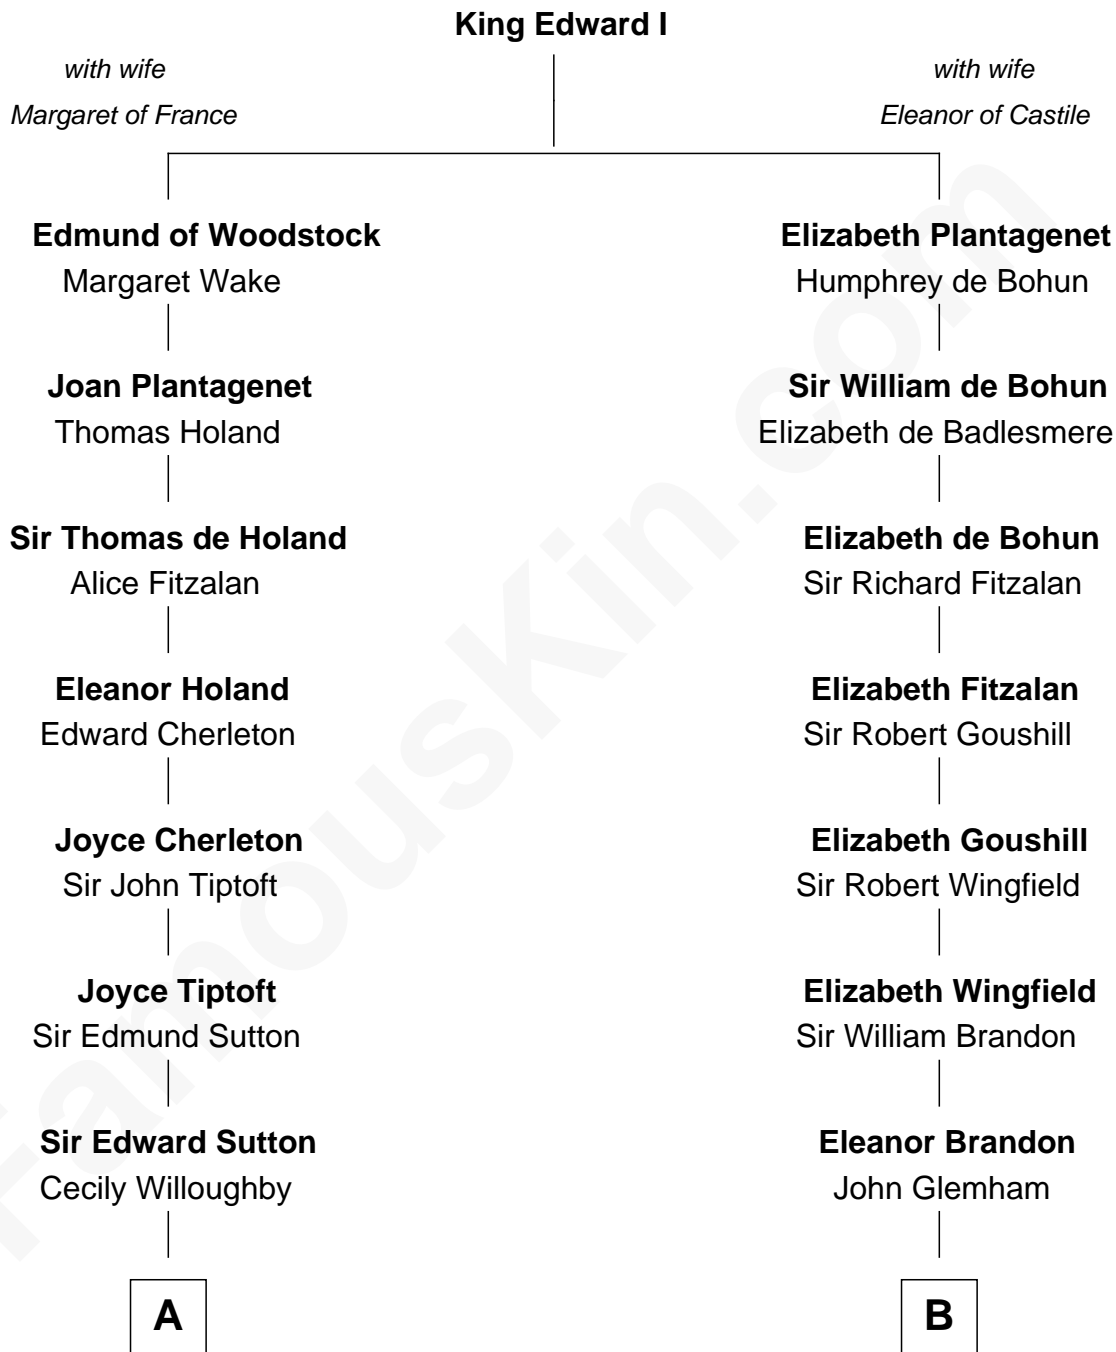 King Edward I
with wife
Margaret of France
with wife
Eleanor of Castile
Edmund of Woodstock
Margaret Wake
Elizabeth Plantagenet
Humphrey de Bohun
Joan Plantagenet
Thomas Holand
Sir William de Bohun
Elizabeth de Badlesmere
Sir Thomas de Holand
Alice Fitzalan
Elizabeth de Bohun
Sir Richard Fitzalan
Eleanor Holand
Edward Cherleton
Elizabeth Fitzalan
Sir Robert Goushill
Joyce Cherleton
Sir John Tiptoft
Elizabeth Goushill
Sir Robert Wingfield
Joyce Tiptoft
Sir Edmund Sutton
Elizabeth Wingfield
Sir William Brandon
Sir Edward Sutton
Cecily Willoughby
Eleanor Brandon
John Glemham
A
B
FamousKin.com